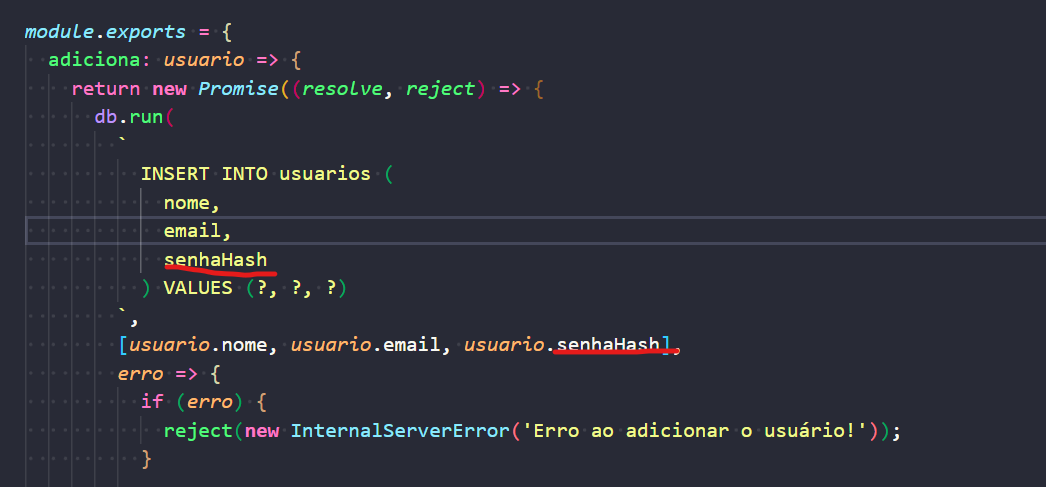 module.exports = {
adiciona: usuario => {
return new Promise((resolve, reject) => {
db.run(
`
INSERT INTO usuarios (
nome,
email,
senhaHash
) VALUES (?, ?, ?)
`,
[usuario.nome, usuario.email, usuario.senhaHash],
erro => {
if (erro) {
reject(new InternalServerError('Erro ao adicionar o usuário!'));
}